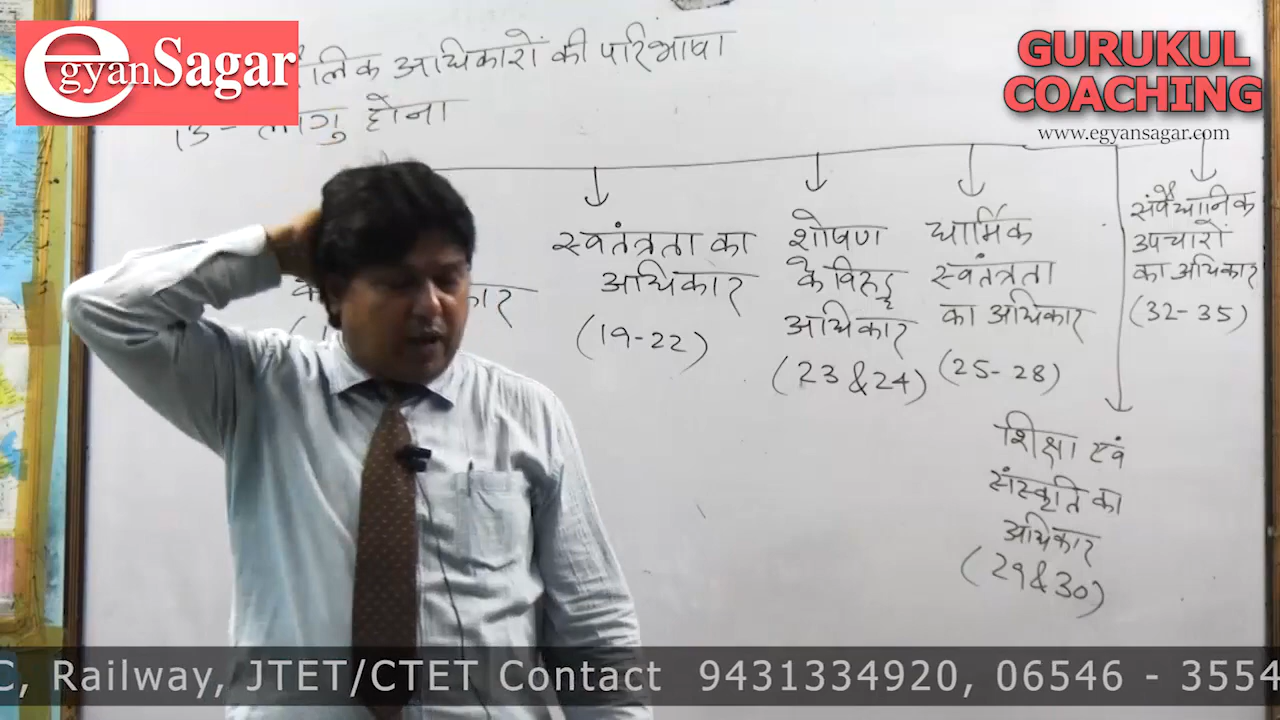 egyanSagar
GURUKUL
COACHING
www.egyansagar.com
अधिकारों की परिभाषा
13 - लागु होना
स्वतंत्रता का
अधिकार
(19-22)
शोषण
के विरुद्ध
अधिकार
(23 & 24)
धार्मिक
स्वतंत्रता
का अधिकार
(25-28)
संवैधानिक
उपचारों
का अधिकार
(32-35)
शिक्षा एवं
संस्कृति का
अधिकार
(29 & 30)
C, Railway, JTET/CTET Contact 9431334920, 06546 - 3554